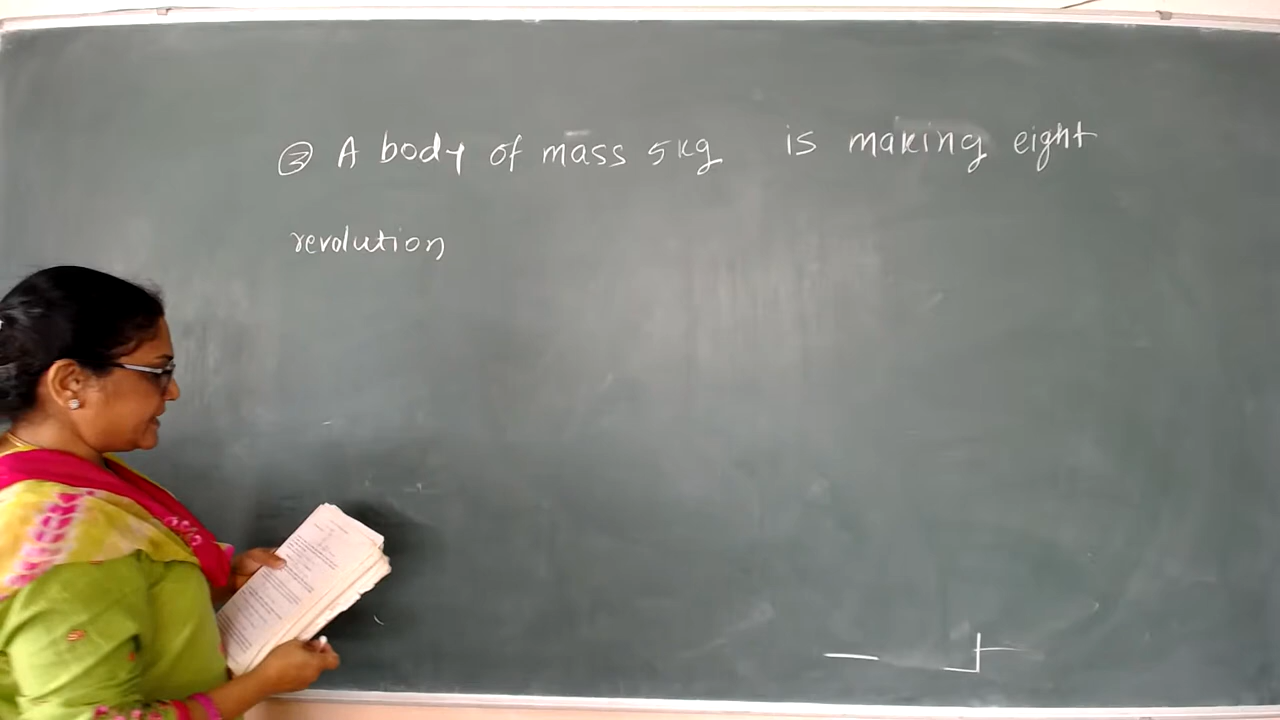 ③ A body of mass 5kg is making eight
revolution